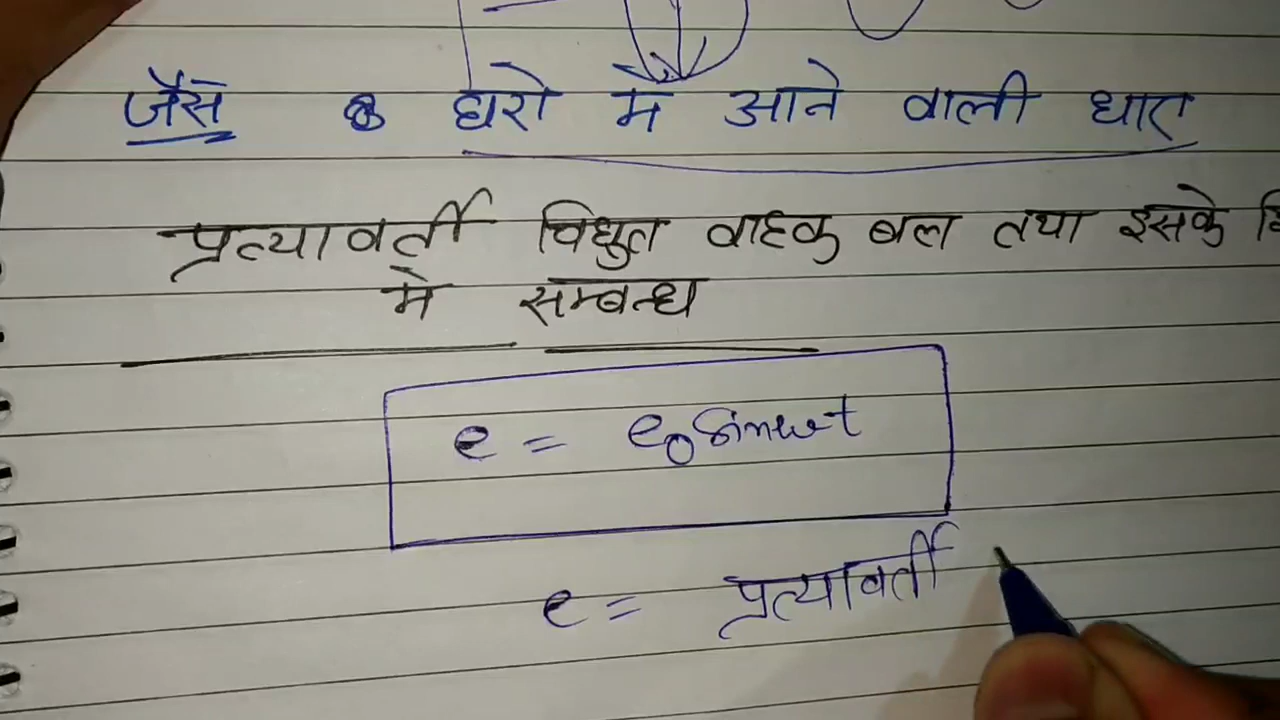 जैसे :- घरो मे आने वाली धारा
प्रत्यावर्ती विधुत वाहक बल तथा इसके
मे सम्बन्ध
e = e₀ sinωt
e = प्रत्यावर्ती